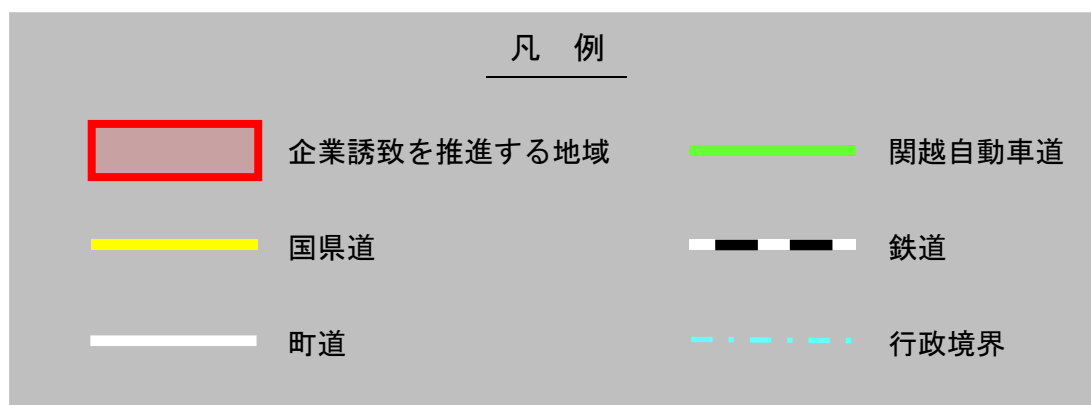 凡 例
企業誘致を推進する地域
関越自動車道
国県道
鉄道
町道
行政境界